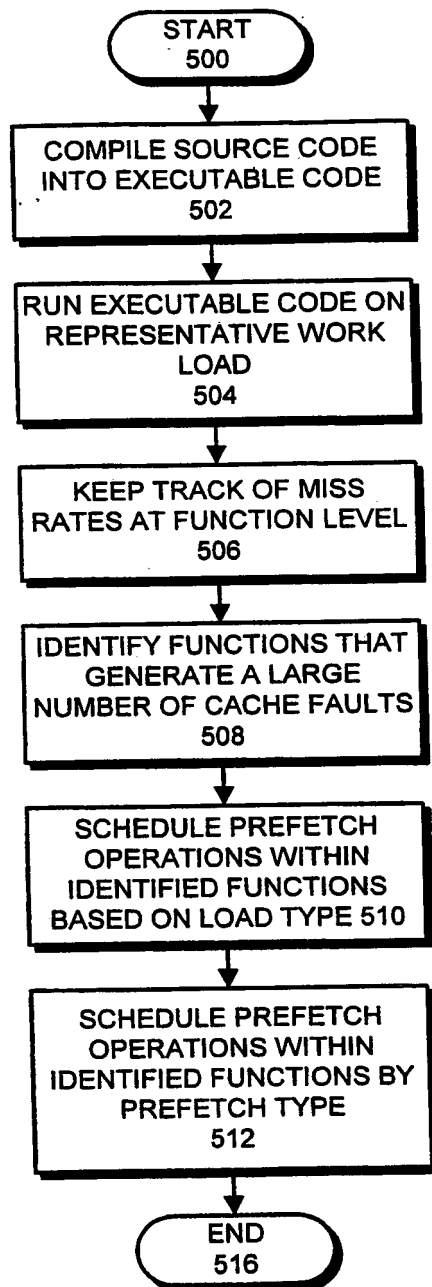 START
500
COMPILE SOURCE CODE
INTO EXECUTABLE CODE
502
RUN EXECUTABLE CODE ON
REPRESENTATIVE WORK
LOAD
504
KEEP TRACK OF MISS
RATES AT FUNCTION LEVEL
506
IDENTIFY FUNCTIONS THAT
GENERATE A LARGE
NUMBER OF CACHE FAULTS
508
SCHEDULE PREFETCH
OPERATIONS WITHIN
IDENTIFIED FUNCTIONS
BASED ON LOAD TYPE 510
SCHEDULE PREFETCH
OPERATIONS WITHIN
IDENTIFIED FUNCTIONS BY
PREFETCH TYPE
512
END
516